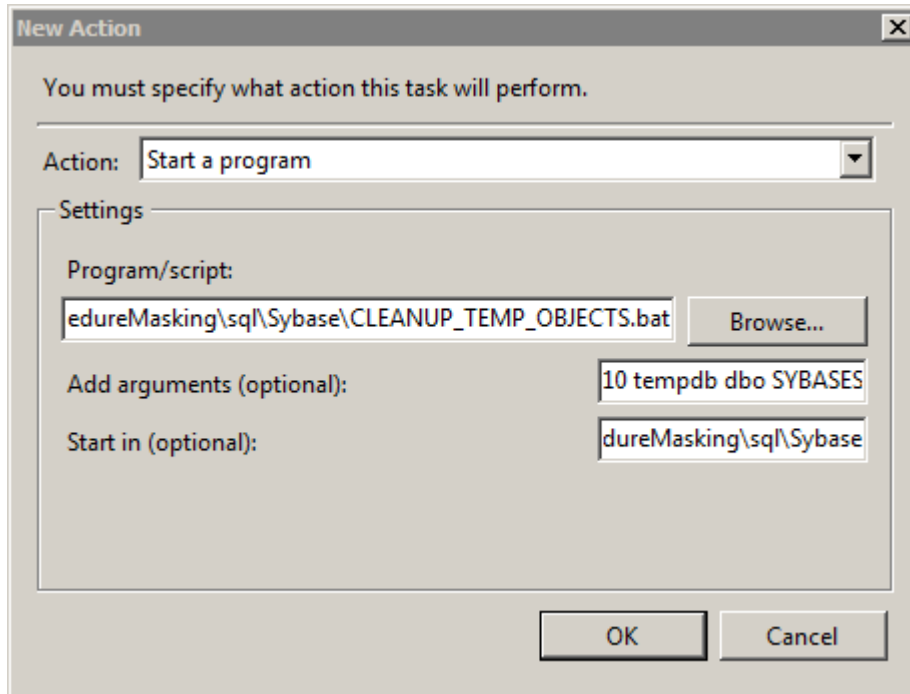 New Action
You must specify what action this task will perform.
Action: Start a program
Settings
Program/script:
edureMasking\sql\Sybase\CLEANUP_TEMP_OBJECTS.bat Browse...
Add arguments (optional): 10 tempdb dbo SYBASES
Start in (optional): dureMasking\sql\Sybase
OK Cancel